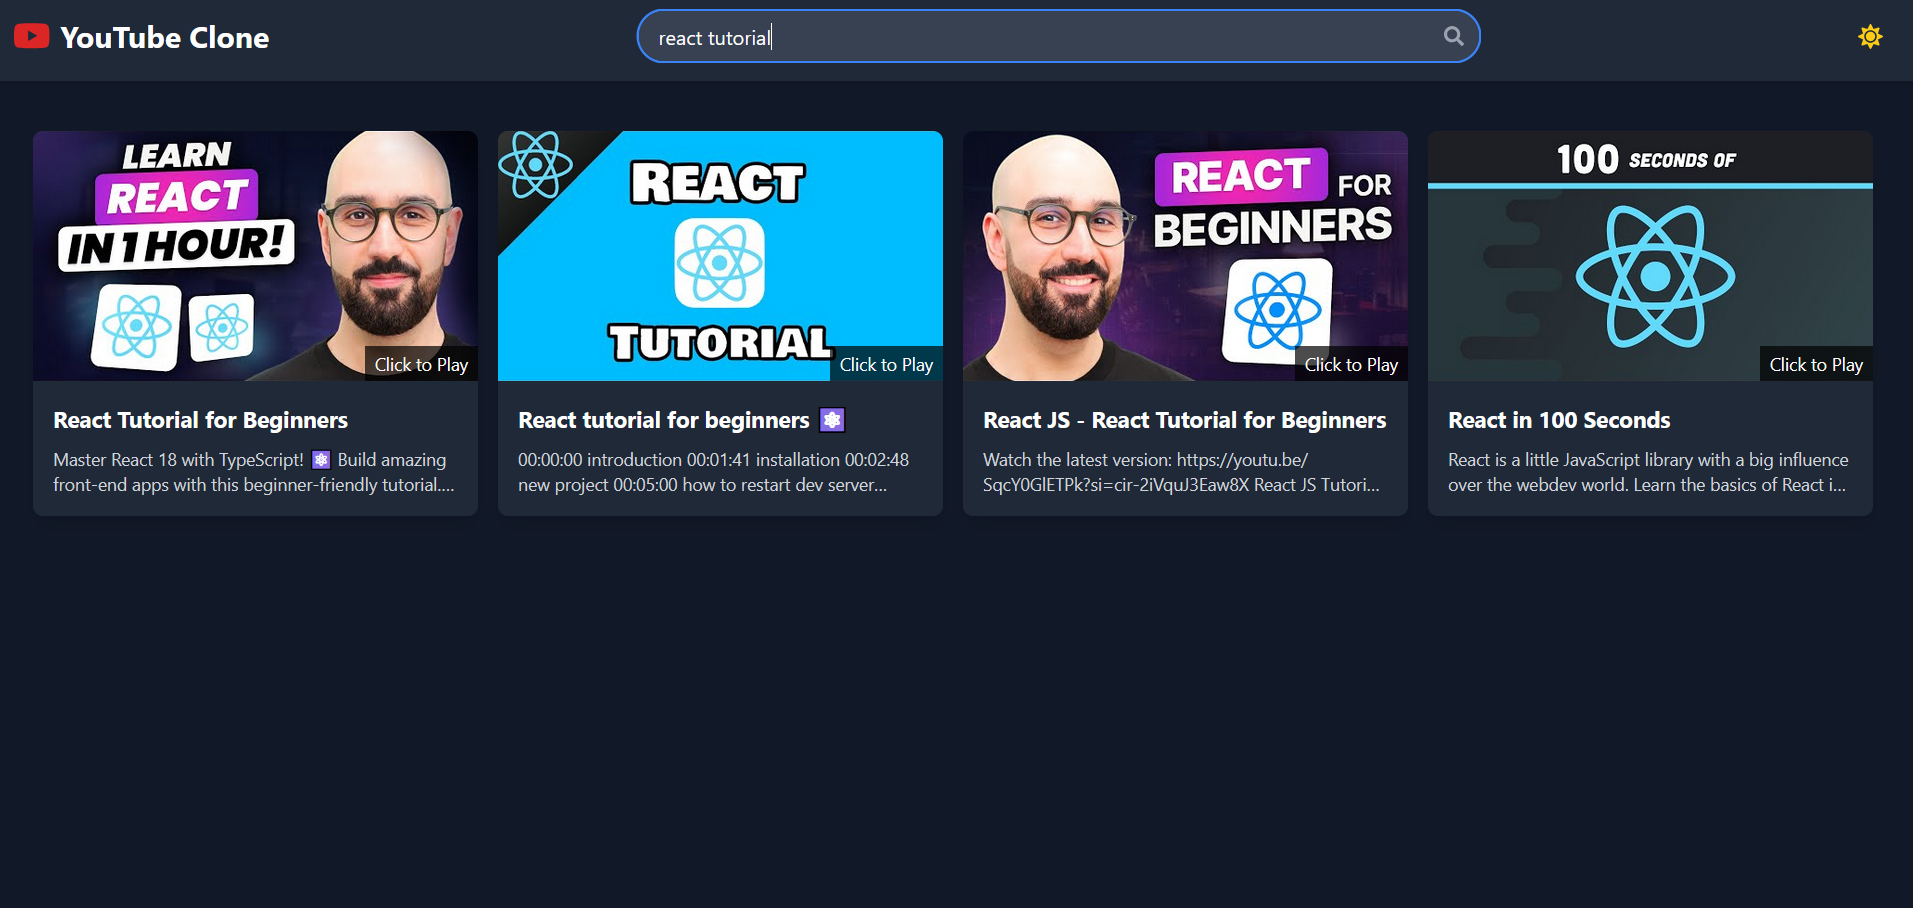 YouTube Clone
react tutorial
LEARN
REACT
IN 1 HOUR!
Click to Play
REACT
TUTORIAL
Click to Play
REACT FOR
BEGINNERS
Click to Play
100 SECONDS OF
Click to Play
React Tutorial for Beginners
Master React 18 with TypeScript! ⚛️ Build amazing
front-end apps with this beginner-friendly tutorial....
React tutorial for beginners ⚛️
00:00:00 introduction 00:01:41 installation 00:02:48
new project 00:05:00 how to restart dev server...
React JS - React Tutorial for Beginners
Watch the latest version: https://youtu.be/
SqcY0GlETPk?si=cir-2iVquJ3Eaw8X React JS Tutori...
React in 100 Seconds
React is a little JavaScript library with a big influence
over the webdev world. Learn the basics of React i...